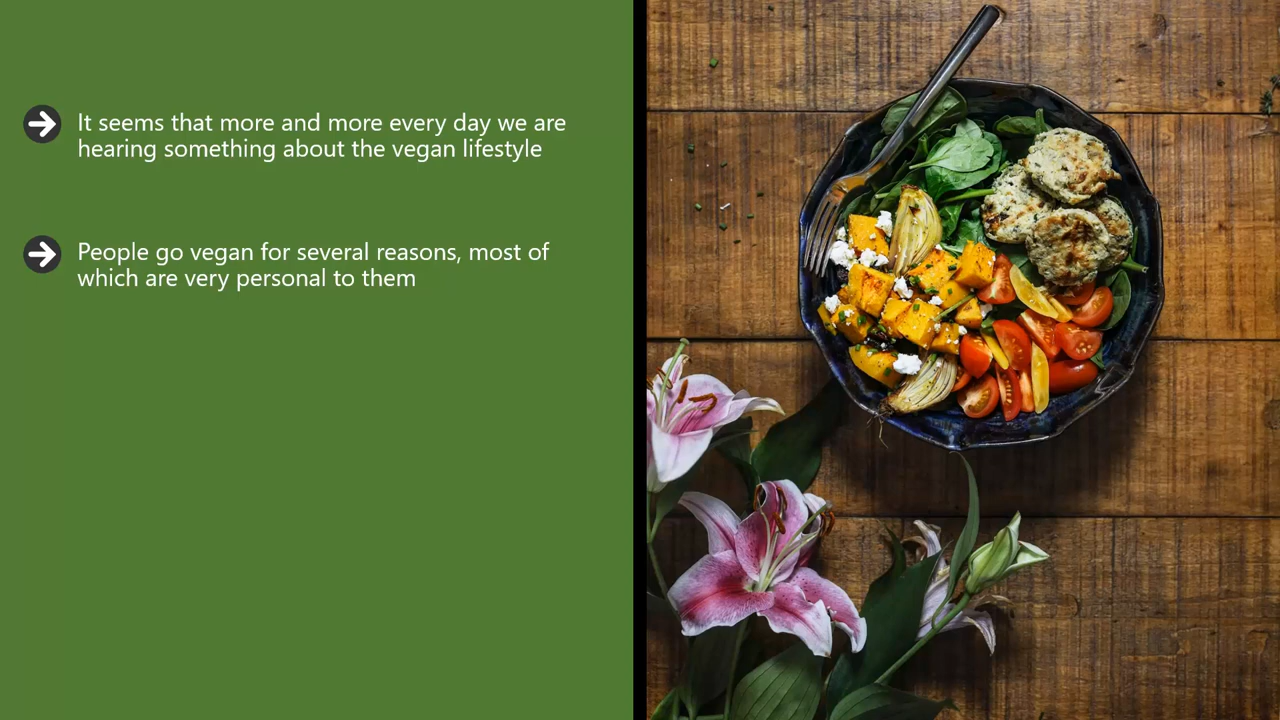 It seems that more and more every day we are
hearing something about the vegan lifestyle
People go vegan for several reasons, most of
which are very personal to them